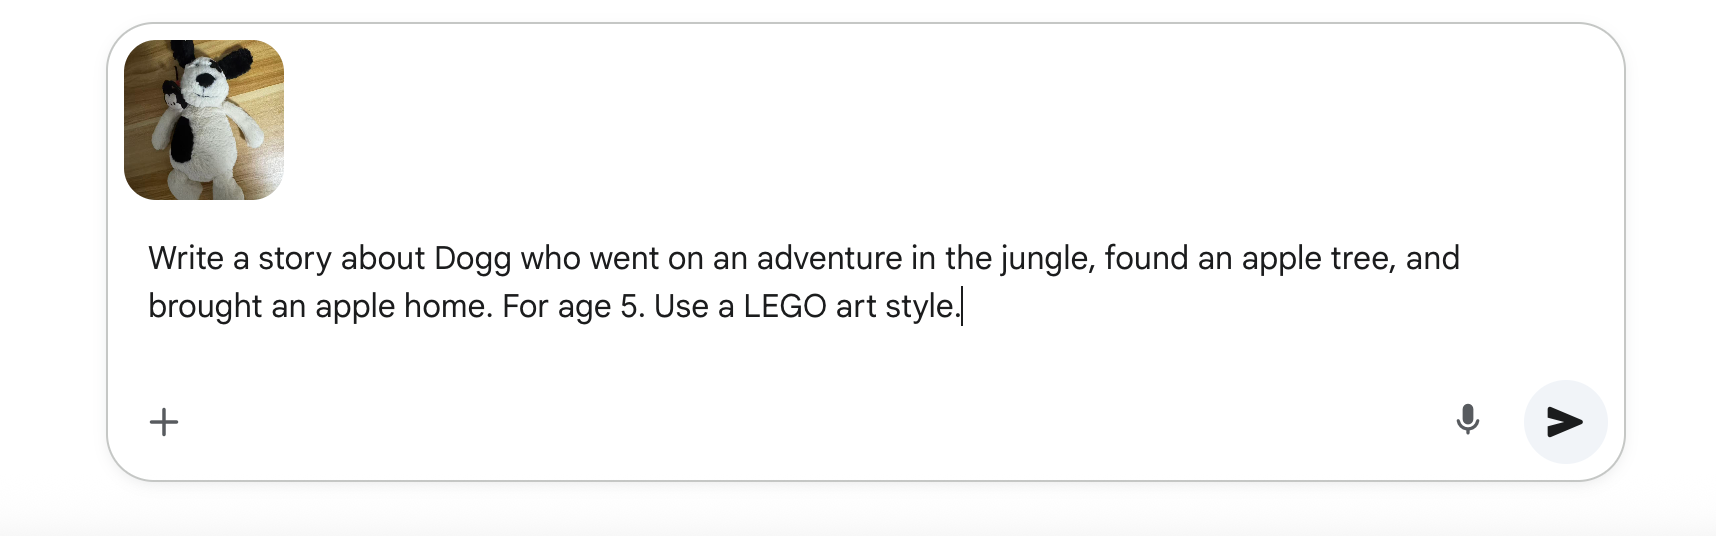 Write a story about Dogg who went on an adventure in the jungle, found an apple tree, and
brought an apple home. For age 5. Use a LEGO art style.